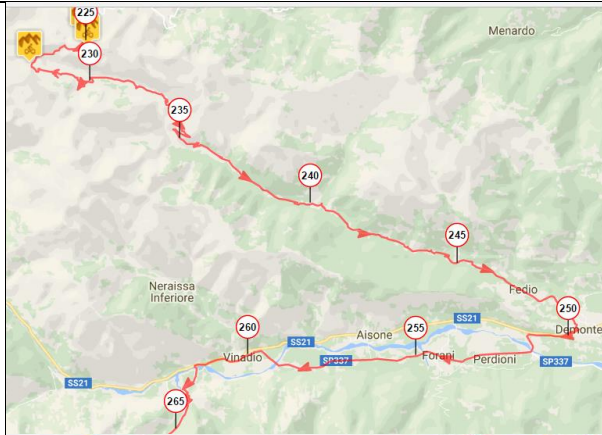 225
Menardo
230
235
240
245
Neraissa
Inferiore
Fedio
250
260
SS21
255
SS21
Aisone
Demonte
Vinadio
SP337
Forani
Perdioni
SP337
SS21
265